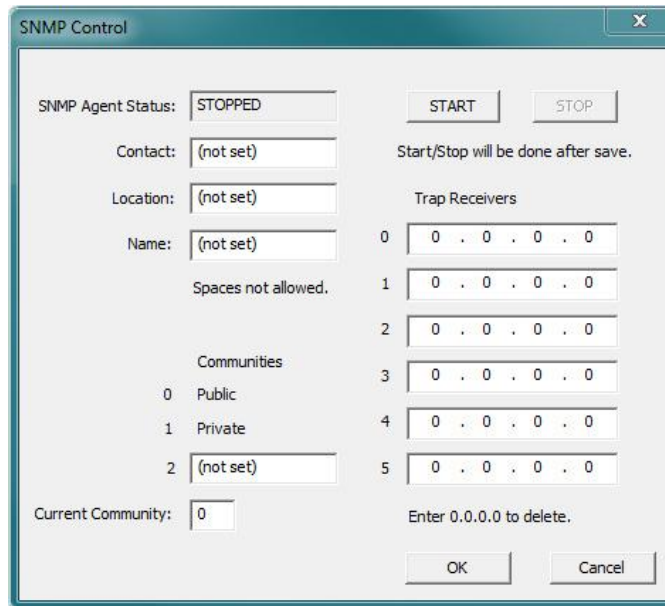 SNMP Control
x
SNMP Agent Status: STOPPED
START STOP
Contact: (not set)
Start/Stop will be done after save.
Location: (not set)
Trap Receivers
Name: (not set)
0 0 . 0 . 0 . 0
Spaces not allowed.
1 0 . 0 . 0 . 0
2 0 . 0 . 0 . 0
Communities
0 Public
3 0 . 0 . 0 . 0
1 Private
4 0 . 0 . 0 . 0
2 (not set)
5 0 . 0 . 0 . 0
Current Community: 0
Enter 0.0.0.0 to delete.
OK Cancel